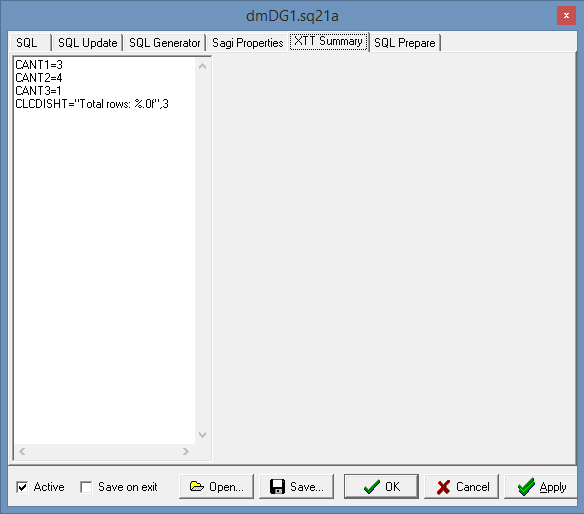 dmDG1.sq21a
x
SQL SQL Update SQL Generator Sagi Properties XTT Summary SQL Prepare
CANT1=3
CANT2=4
CANT3=1
CLCDISHT="Total rows: %.0f",3
Active Save on exit Open... Save... OK Cancel Apply